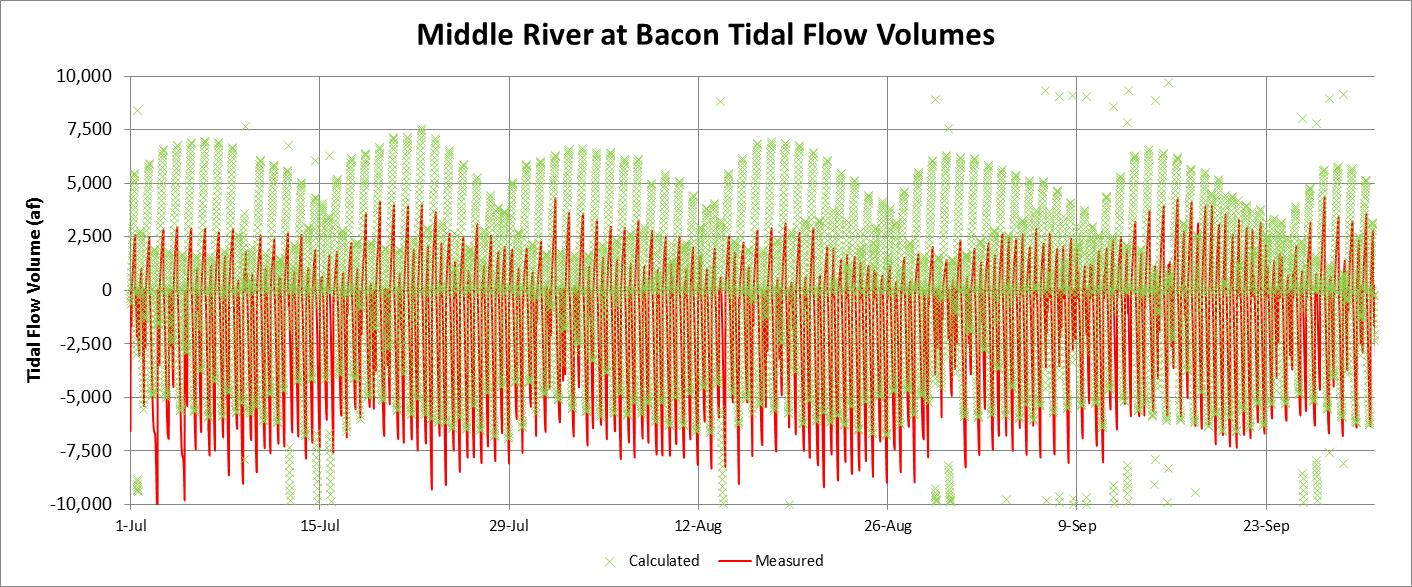 Middle River at Bacon Tidal Flow Volumes
Tidal Flow Volume (af)
10,000
7,500
5,000
2,500
0
-2,500
-5,000
-7,500
-10,000
1-Jul 15-Jul 29-Jul 12-Aug 26-Aug 9-Sep 23-Sep
Calculated Measured